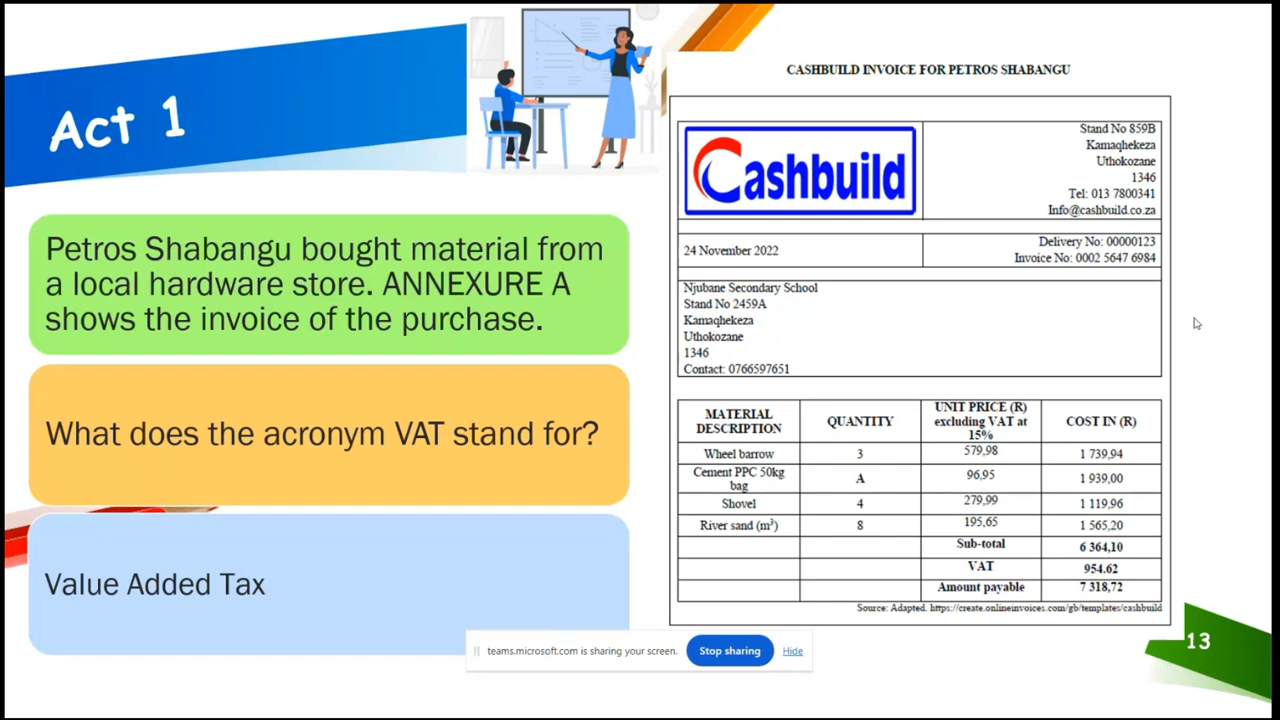 Act 1
Petros Shabangu bought material from
a local hardware store. ANNEXURE A
shows the invoice of the purchase.
What does the acronym VAT stand for?
Value Added Tax
CASHBUILD INVOICE FOR PETROS SHABANGU
Cashbuild
Stand No 859B
Kamaqhekeza
Uthokozane
1346
Tel: 013 7800341
Info@cashbuild.co.za
24 November 2022
Delivery No: 00000123
Invoice No: 0002 5647 6984
Njubane Secondary School
Stand No 2459A
Kamaqhekeza
Uthokozane
1346
Contact: 0766597651
MATERIAL DESCRIPTION QUANTITY UNIT PRICE (R) excluding VAT at 15% COST IN (R)
Wheel barrow 3 579,98 1 739,94
Cement PPC 50kg bag A 96,95 1 939,00
Shovel 4 279,99 1 119,96
River sand (m³) 8 195,65 1 565,20
Sub-total 6 364,10
VAT 954.62
Amount payable 7 318,72
Source: Adapted. https://create.onlineinvoices.com/gb/templates/cashbuild
teams.microsoft.com is sharing your screen. Stop sharing Hide
13